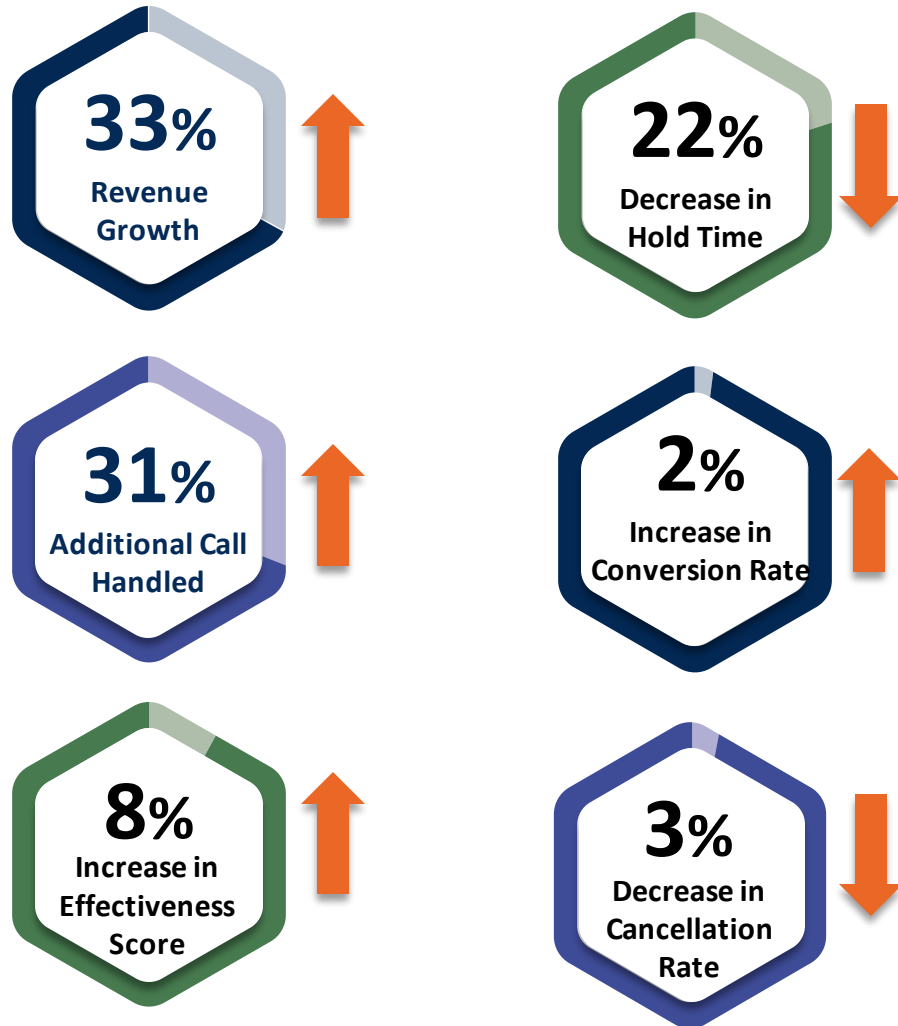 33%
Revenue
Growth
22%
Decrease in
Hold Time
31%
Additional Call
Handled
2%
Increase in
Conversion Rate
8%
Increase in
Effectiveness
Score
3%
Decrease in
Cancellation
Rate